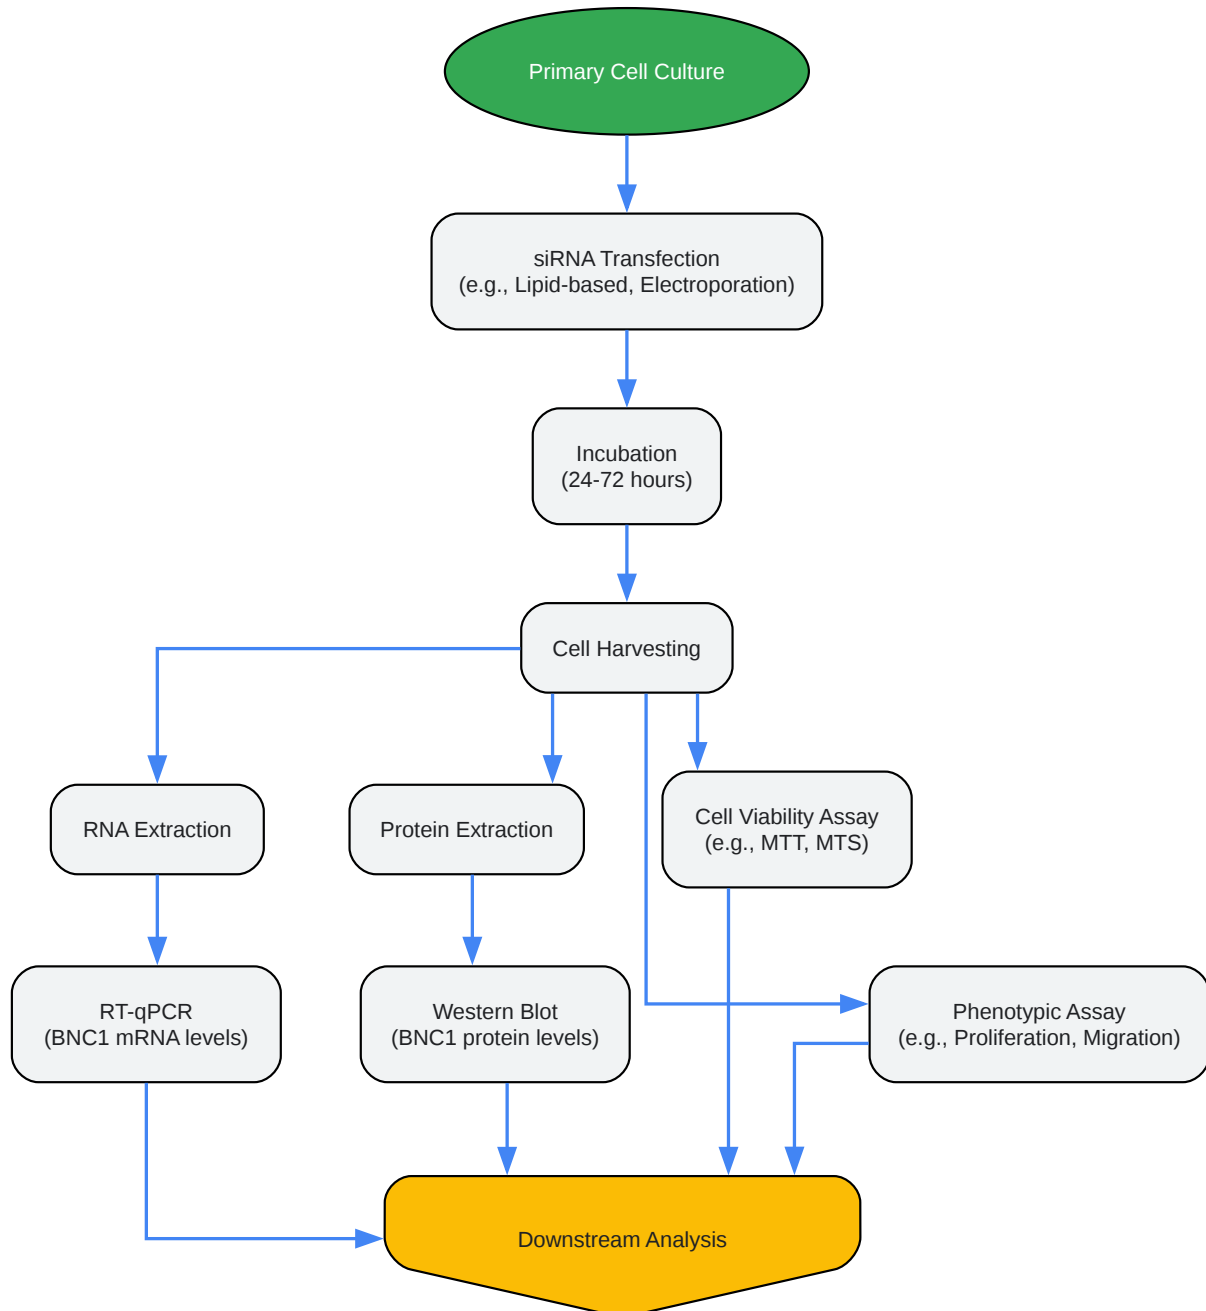 Primary Cell Culture
siRNA Transfection
(e.g., Lipid-based, Electroporation)
Incubation
(24-72 hours)
Cell Harvesting
RNA Extraction
Protein Extraction
Cell Viability Assay
(e.g., MTT, MTS)
RT-qPCR
(BNC1 mRNA levels)
Western Blot
(BNC1 protein levels)
Phenotypic Assay
(e.g., Proliferation, Migration)
Downstream Analysis